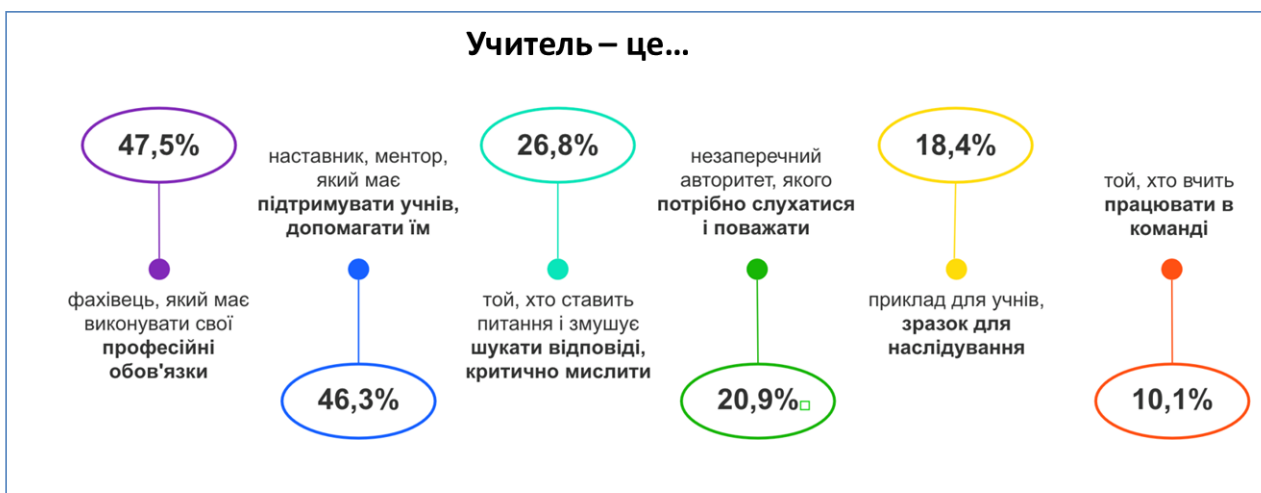 Учитель – це...
47,5%
фахівець, який має
виконувати свої
професійні
обов'язки
наставник, ментор,
який має
підтримувати учнів,
допомагати їм
46,3%
26,8%
той, хто ставить
питання і змушує
шукати відповіді,
критично мислити
незаперечний
авторитет, якого
потрібно слухатися
і поважати
20,9%
18,4%
приклад для учнів,
зразок для
наслідування
той, хто вчить
працювати в
команді
10,1%